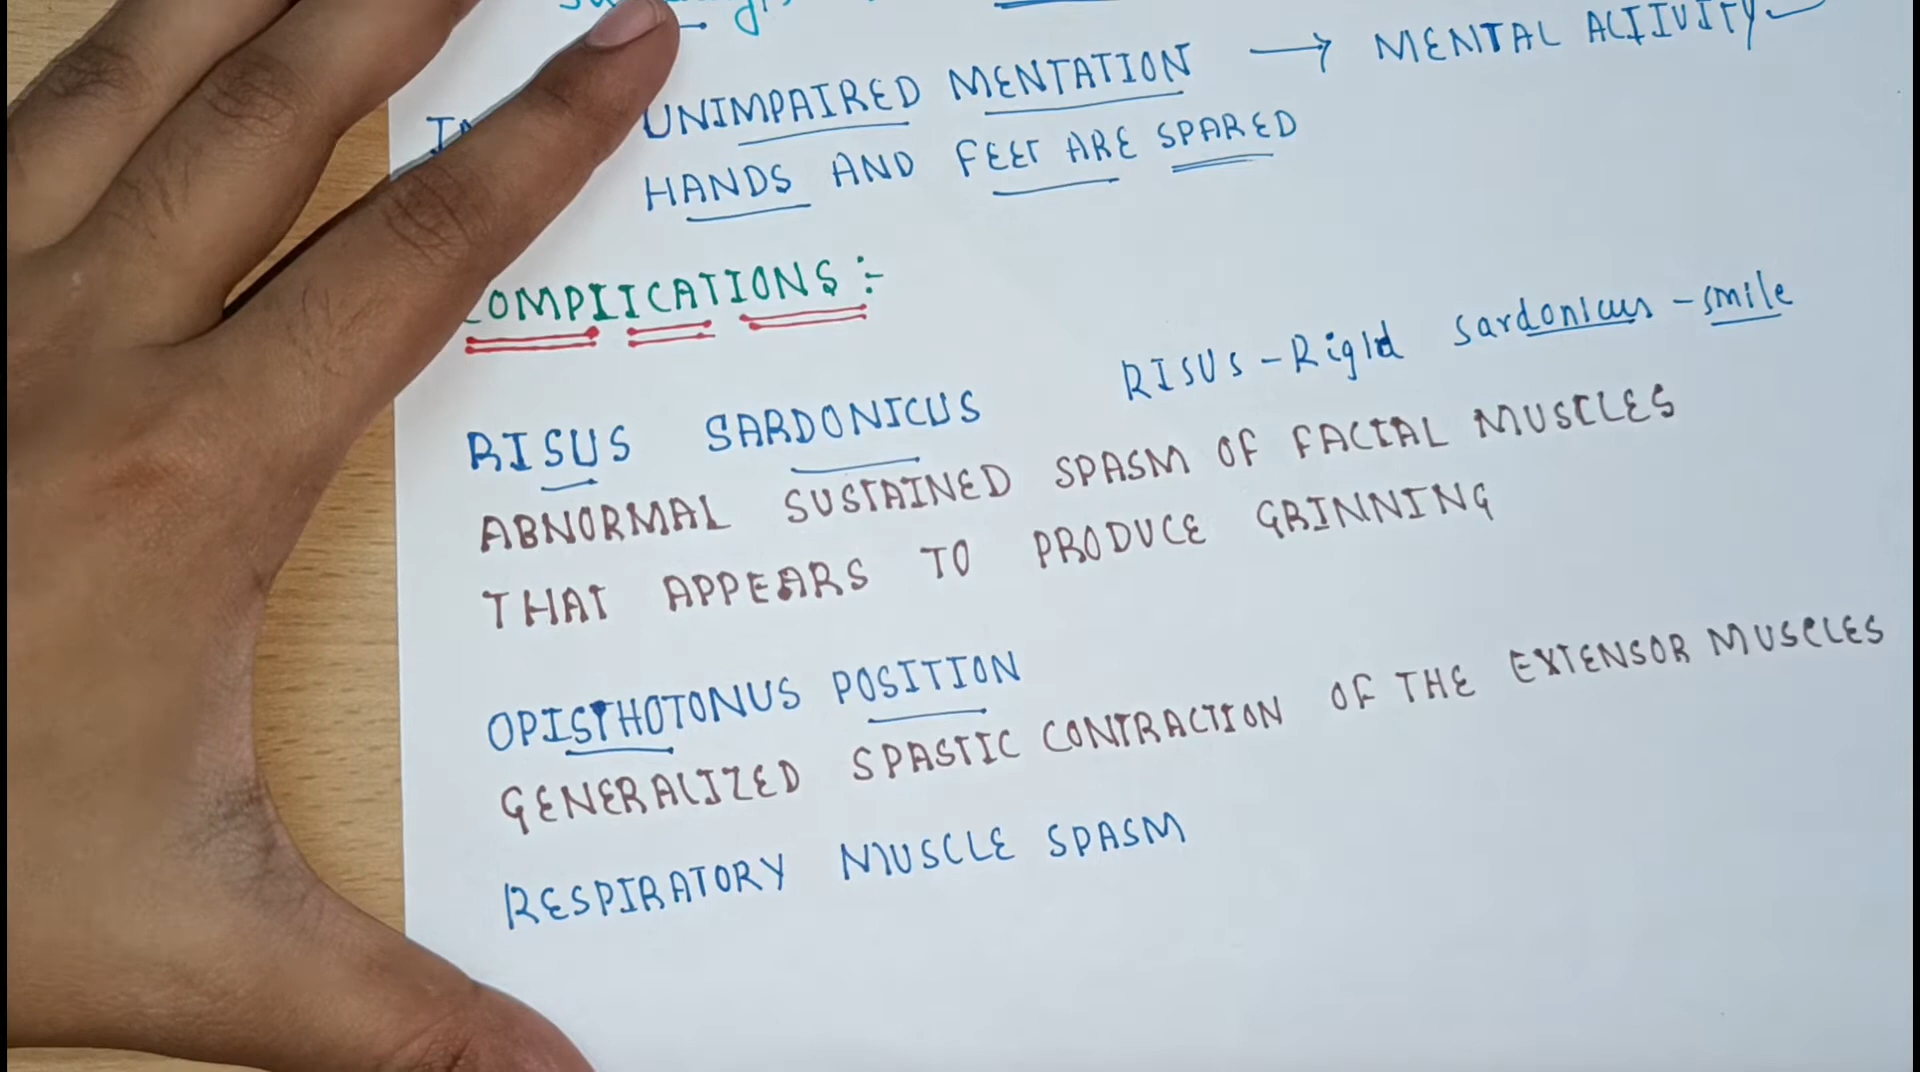 UNIMPAIRED MENTATION → MENTAL ACTIVITY
HANDS AND FEET ARE SPARED
COMPLICATIONS :-
RISUS - Rigid Sardonicus - smile
RISUS SARDONICUS
ABNORMAL SUSTAINED SPASM OF FACIAL MUSCLES
THAT APPEARS TO PRODUCE GRINNING
OPISTHOTONUS POSITION
GENERALIZED SPASTIC CONTRACTION OF THE EXTENSOR MUSCLES
RESPIRATORY MUSCLE SPASM